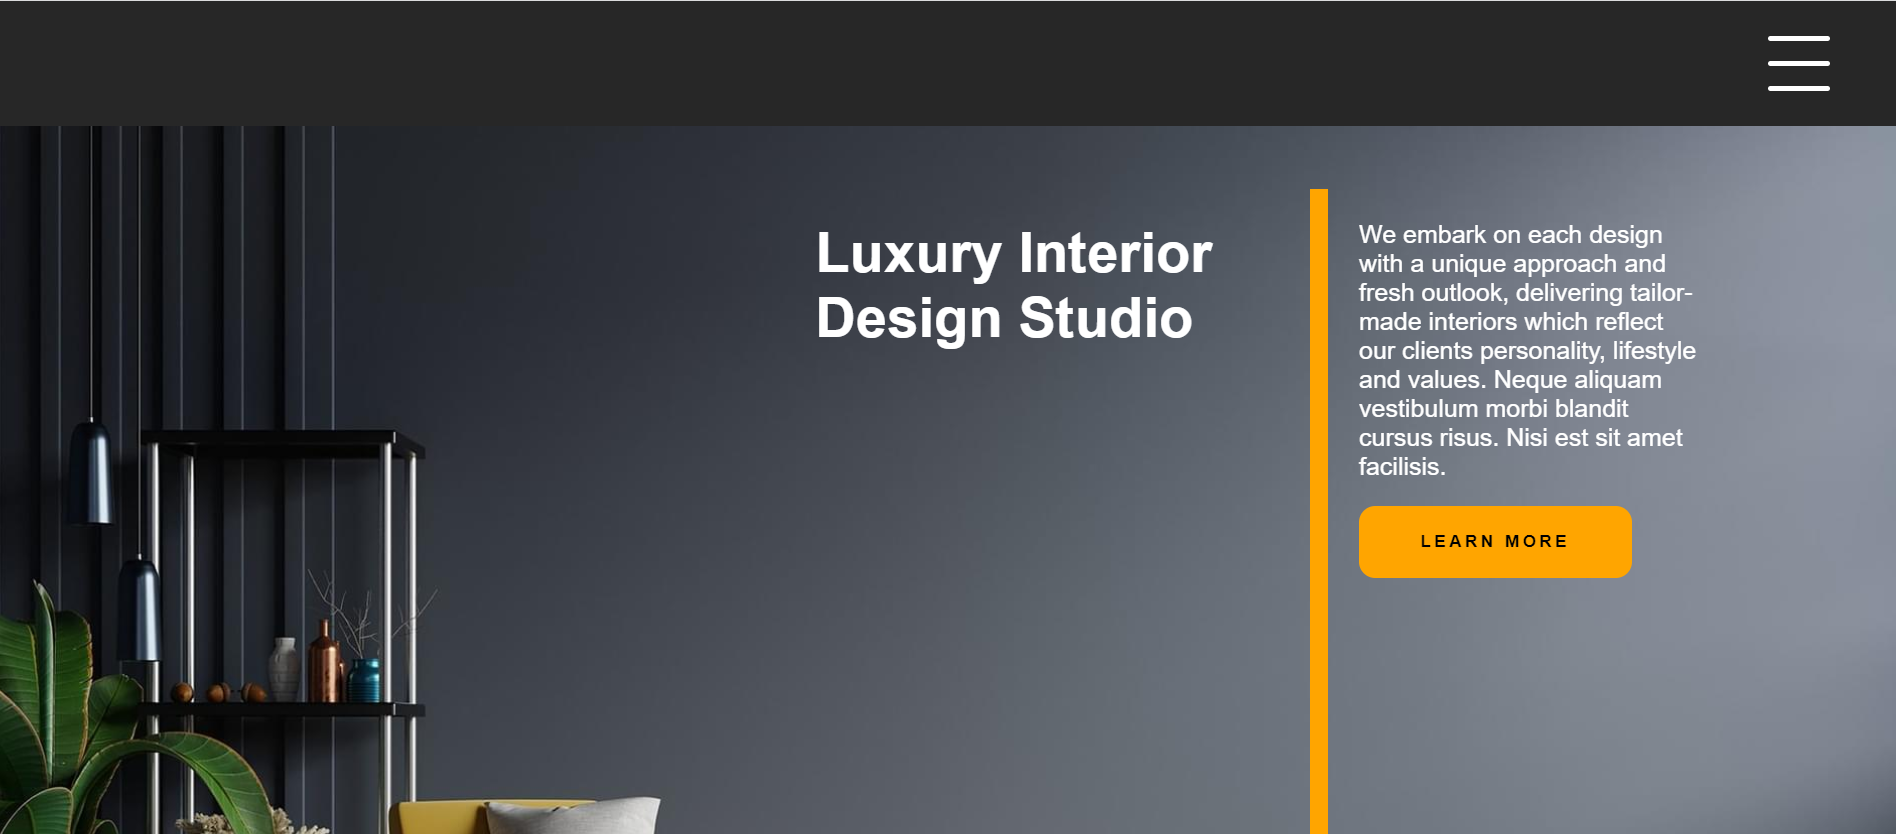 Luxury Interior
Design Studio
We embark on each design
with a unique approach and
fresh outlook, delivering tailor-
made interiors which reflect
our clients personality, lifestyle
and values. Neque aliquam
vestibulum morbi blandit
cursus risus. Nisi est sit amet
facilisis.
LEARN MORE